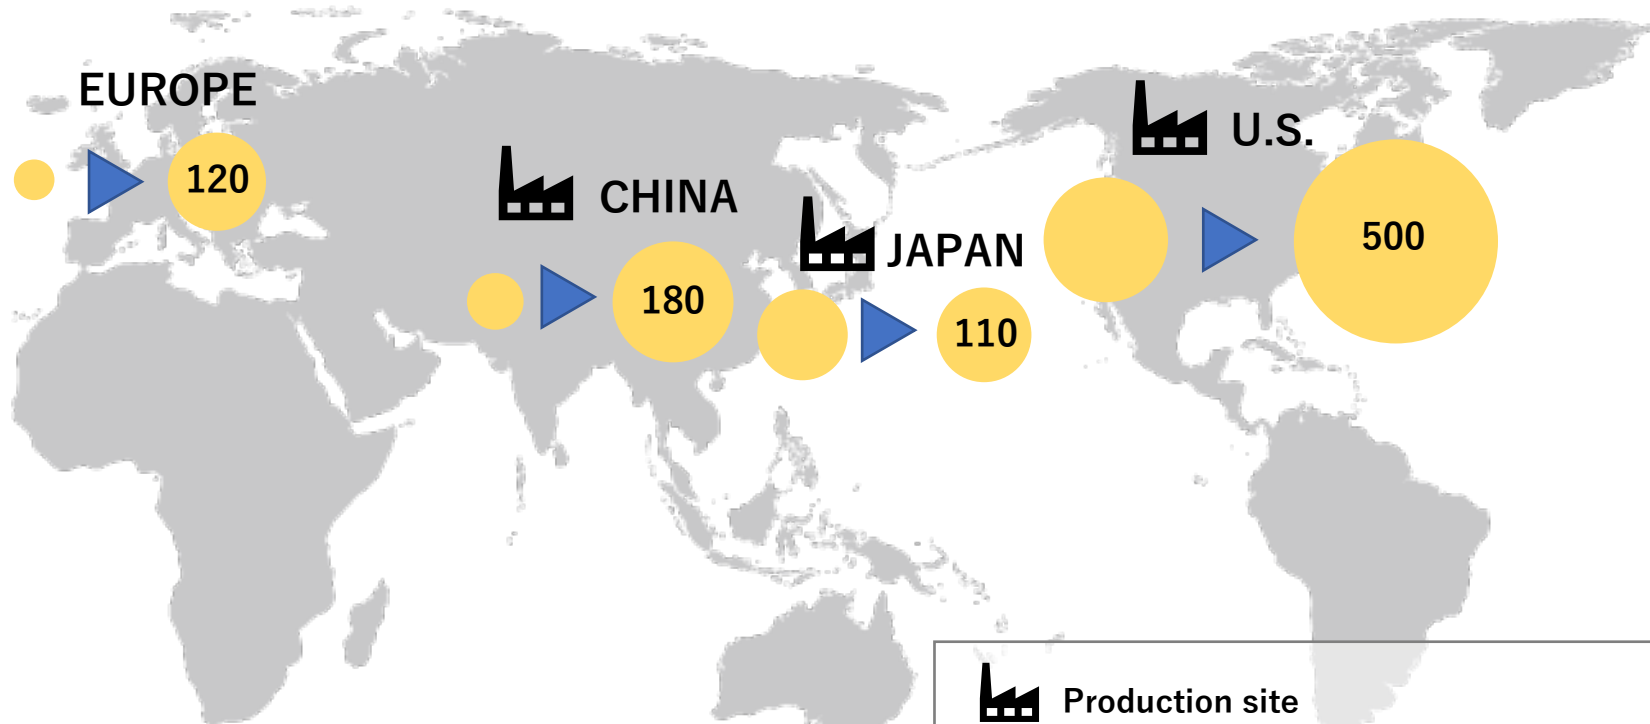 EUROPE
120
CHINA
180
JAPAN
110
U.S.
500
Production site